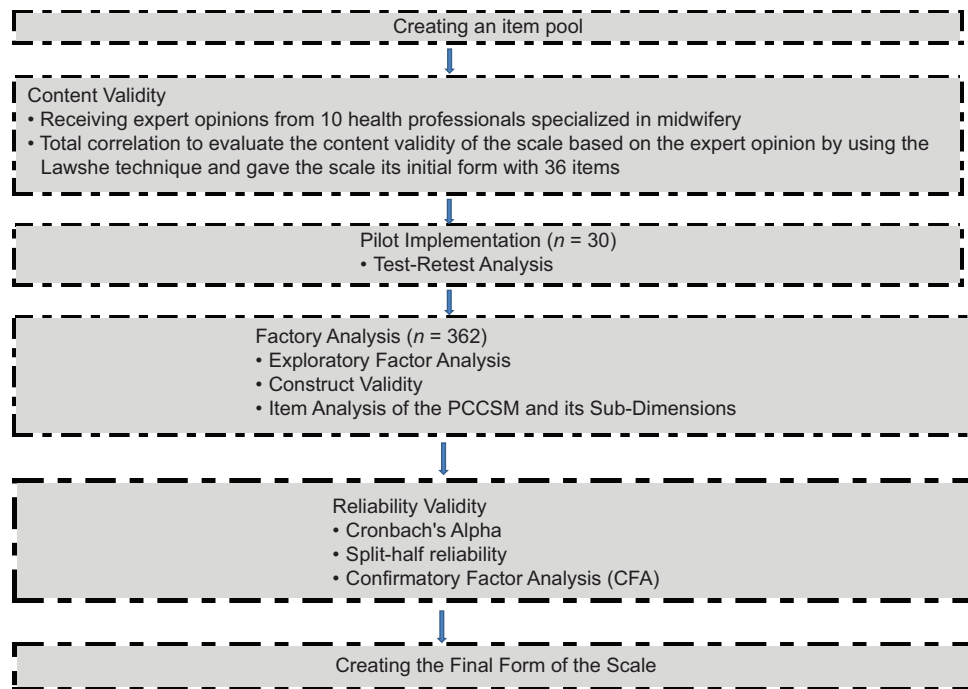 Creating an item pool
Content Validity
• Receiving expert opinions from 10 health professionals specialized in midwifery
• Total correlation to evaluate the content validity of the scale based on the expert opinion by using the
Lawshe technique and gave the scale its initial form with 36 items
Pilot Implementation (n = 30)
• Test-Retest Analysis
Factory Analysis (n = 362)
• Exploratory Factor Analysis
• Construct Validity
• Item Analysis of the PCCSM and its Sub-Dimensions
Reliability Validity
• Cronbach's Alpha
• Split-half reliability
• Confirmatory Factor Analysis (CFA)
Creating the Final Form of the Scale